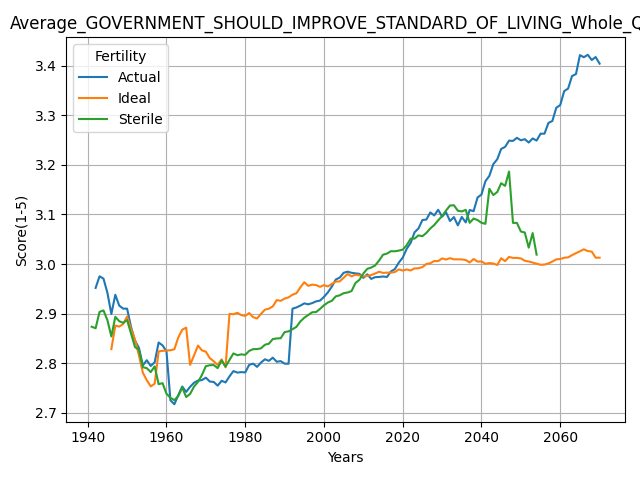 Average_GOVERNMENT_SHOULD_IMPROVE_STANDARD_OF_LIVING_Whole_Q
Fertility
Actual
Ideal
Sterile
Score(1-5)
3.4
3.3
3.2
3.1
3.0
2.9
2.8
2.7
1940 1960 1980 2000 2020 2040 2060
Years